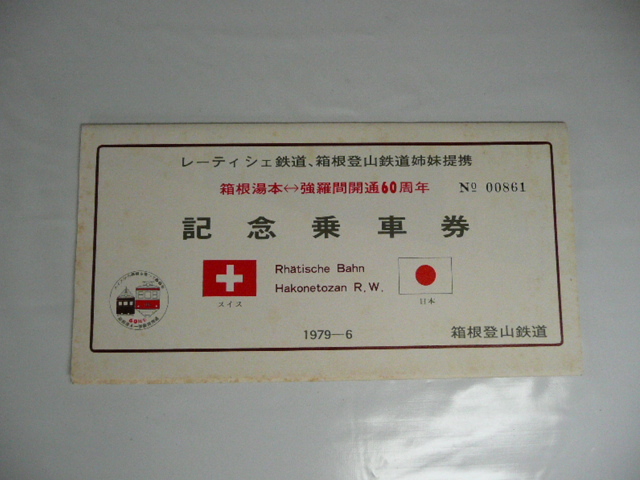 レーティシェ鉄道、箱根登山鉄道姉妹提携
箱根湯本↔強羅間開通60周年 Nº 00861
記念乗車券
Rhätische Bahn
Hakonetozan R.W.
スイス
日本
1979—6
箱根登山鉄道